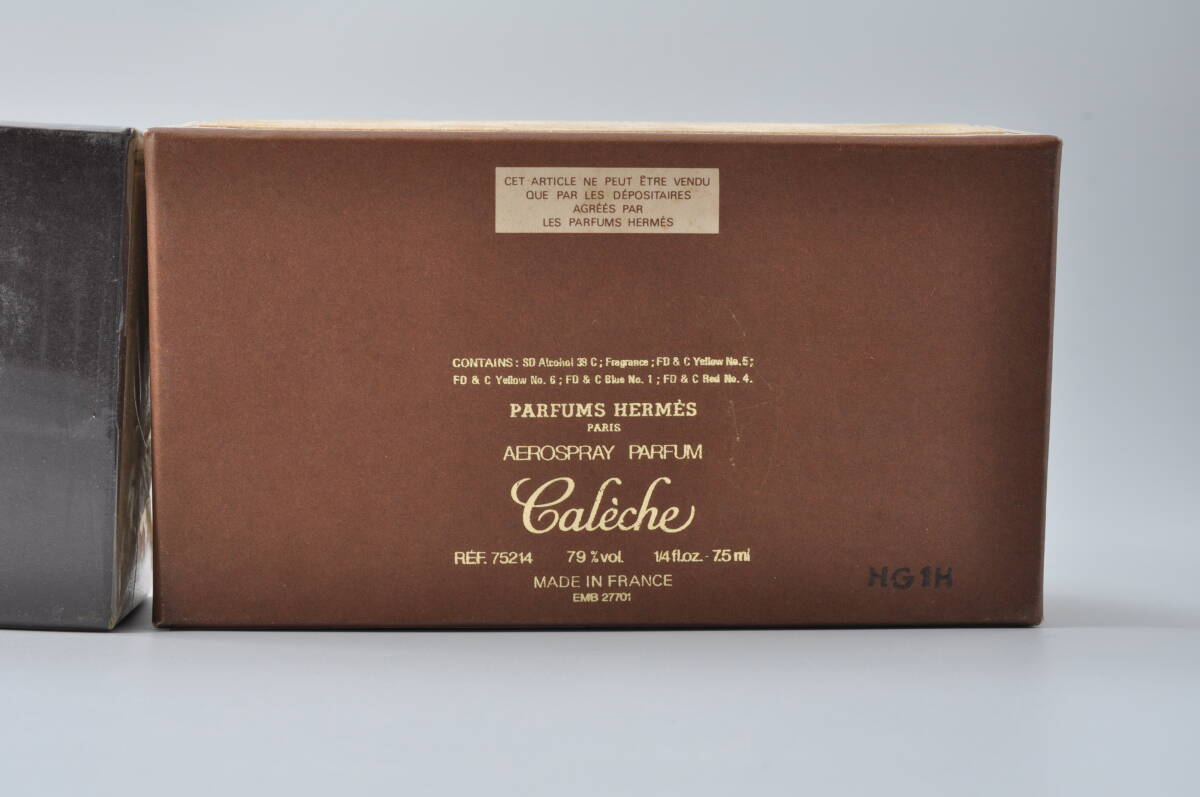 CET ARTICLE NE PEUT ÊTRE VENDU
QUE PAR LES DÉPOSITAIRES
AGRÉÉS PAR
LES PARFUMS HERMÈS
CONTAINS: SD Alcohol 39 C; Fragrance; FD & C Yellow No. 5;
FD & C Yellow No. 6; FD & C Blue No. 1; FD & C Red No. 4.
PARFUMS HERMÈS
PARIS
AEROSPRAY PARFUM
Calèche
RÉF. 75214 79 % vol. 1/4 fl.oz. - 7.5 ml
MADE IN FRANCE
EMB 27701
HG1H